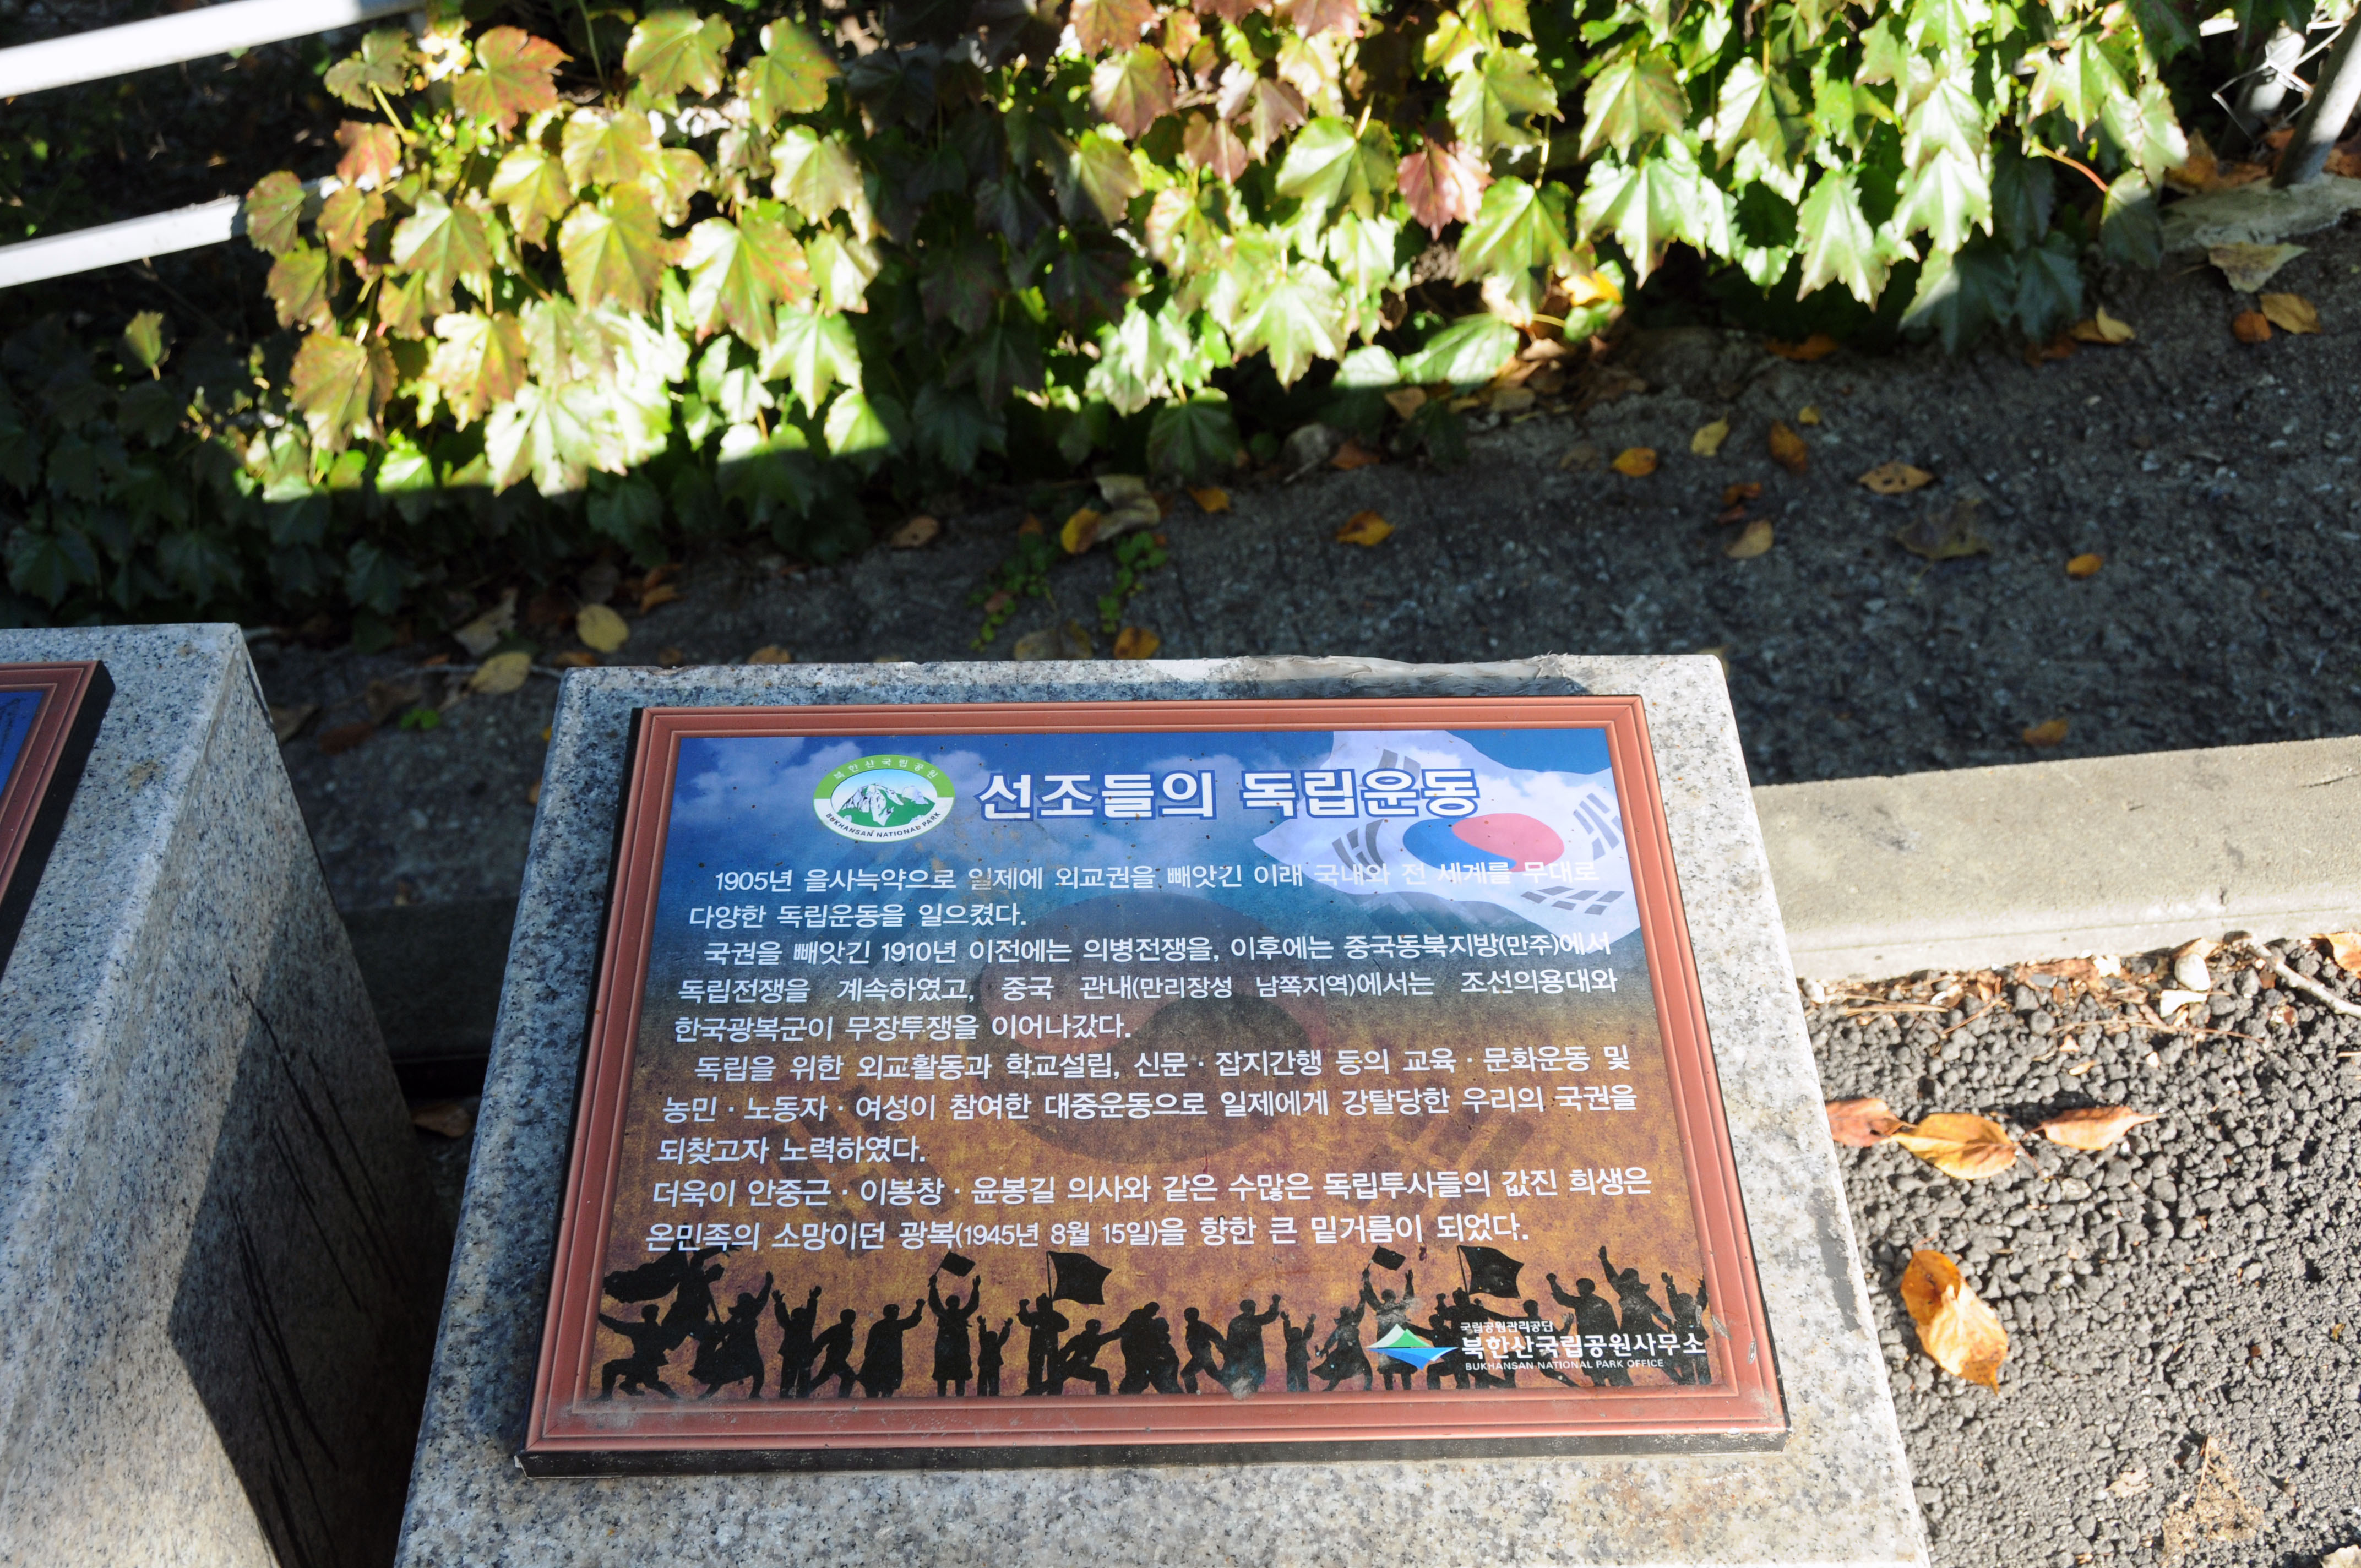 북한산국립공원
BUKHANSAN NATIONAL PARK
선조들의 독립운동
1905년 을사늑약으로 일제에 외교권을 빼앗긴 이래 국내와 전 세계를 무대로
다양한 독립운동을 일으켰다.
국권을 빼앗긴 1910년 이전에는 의병전쟁을, 이후에는 중국동북지방(만주)에서
독립전쟁을 계속하였고, 중국 관내(만리장성 남쪽지역)에서는 조선의용대와
한국광복군이 무장투쟁을 이어나갔다.
독립을 위한 외교활동과 학교설립, 신문·잡지간행 등의 교육·문화운동 및
농민·노동자·여성이 참여한 대중운동으로 일제에게 강탈당한 우리의 국권을
되찾고자 노력하였다.
더욱이 안중근·이봉창·윤봉길 의사와 같은 수많은 독립투사들의 값진 희생은
온민족의 소망이던 광복(1945년 8월 15일)을 향한 큰 밑거름이 되었다.
국립공원관리공단
북한산국립공원사무소
BUKHANSAN NATIONAL PARK OFFICE